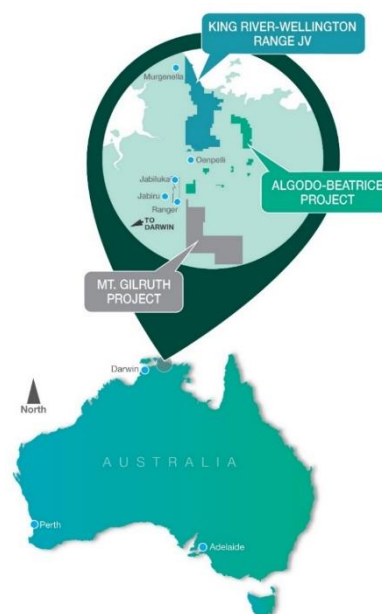 KING RIVER-WELLINGTON
RANGE JV
Murgenella
Oenpelli
Jabiluka
Jabiru
Ranger
ALGODO-BEATRICE
PROJECT
TO
DARWIN
MT. GILRUTH
PROJECT
Darwin
North
AUSTRALIA
Perth
Adelaide